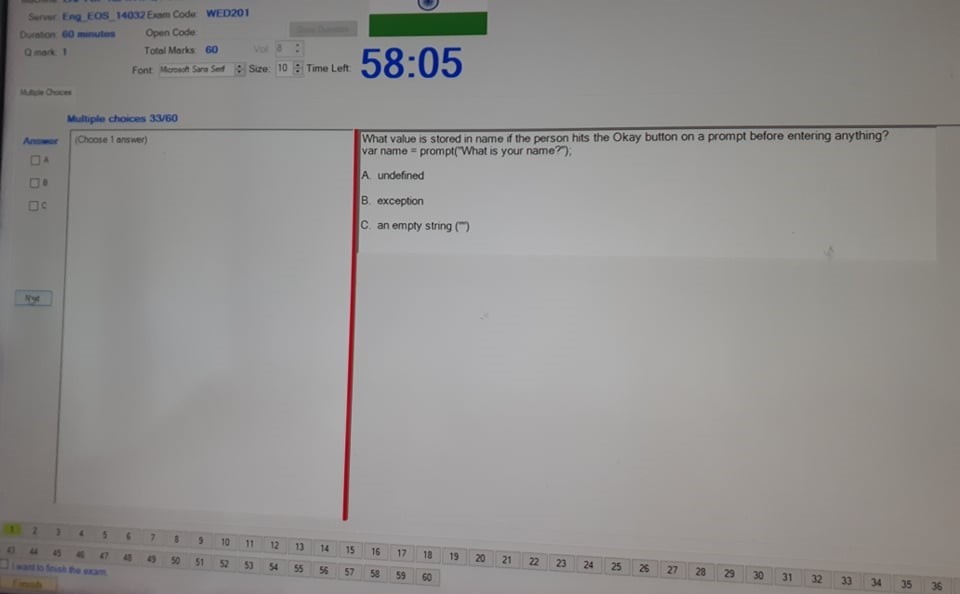 Server: Eng_EOS_14032 Exam Code: WED201
Duration: 60 minutes Open Code:
Q mark: 1 Total Marks: 60 Vol: 8
Font: Microsoft Sans Serif Size: 10 Time Left: 58:05
Multiple Choices
Multiple choices 33/60
Answer (Choose 1 answer)
A
B
C
Next
What value is stored in name if the person hits the Okay button on a prompt before entering anything?
var name = prompt("What is your name?");
A. undefined
B. exception
C. an empty string ("")
1 2 3 4 5 6 7 8 9 10 11 12 13 14 15 16 17 18 19 20 21 22 23 24 25 26 27 28 29 30 31 32 33 34 35 36
43 44 45 46 47 48 49 50 51 52 53 54 55 56 57 58 59 60
I want to finish the exam.
Finish